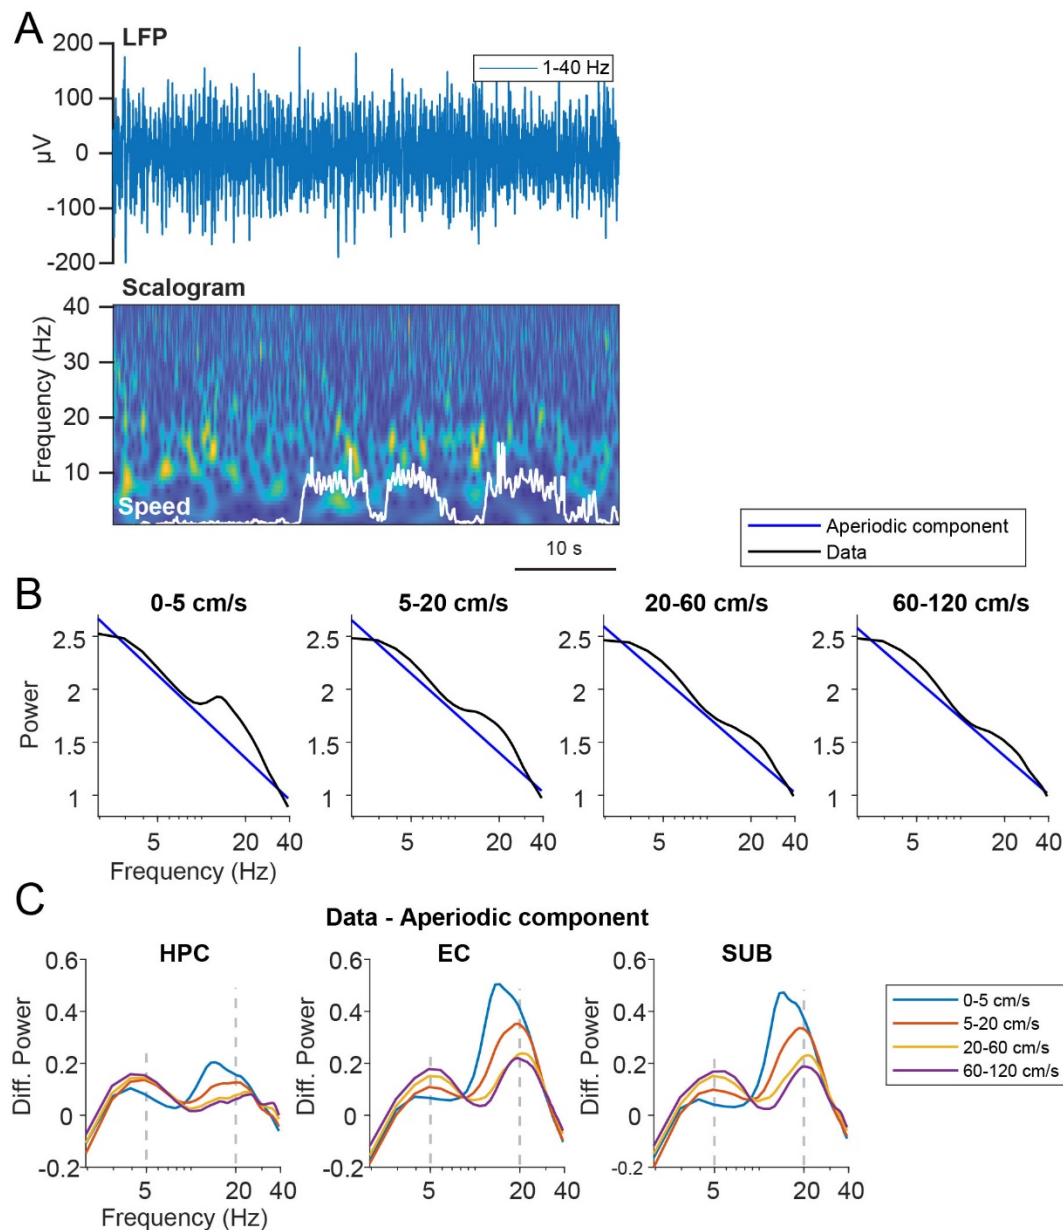 A
LFP
200
100
0
-100
-200
µV
1-40 Hz
Scalogram
40
30
20
10
Frequency (Hz)
Speed
10 s
Aperiodic component
Data
B
0-5 cm/s
5-20 cm/s
20-60 cm/s
60-120 cm/s
2.5
2
1.5
1
Power
5
20
40
Frequency (Hz)
2.5
2
1.5
1
5
20
40
2.5
2
1.5
1
5
20
40
2.5
2
1.5
1
5
20
40
C
Data - Aperiodic component
HPC
EC
SUB
0.6
0.4
0.2
0
-0.2
Diff. Power
5
20
40
Frequency (Hz)
0.6
0.4
0.2
0
-0.2
Diff. Power
5
20
40
0.6
0.4
0.2
0
-0.2
Diff. Power
5
20
40
0-5 cm/s
5-20 cm/s
20-60 cm/s
60-120 cm/s